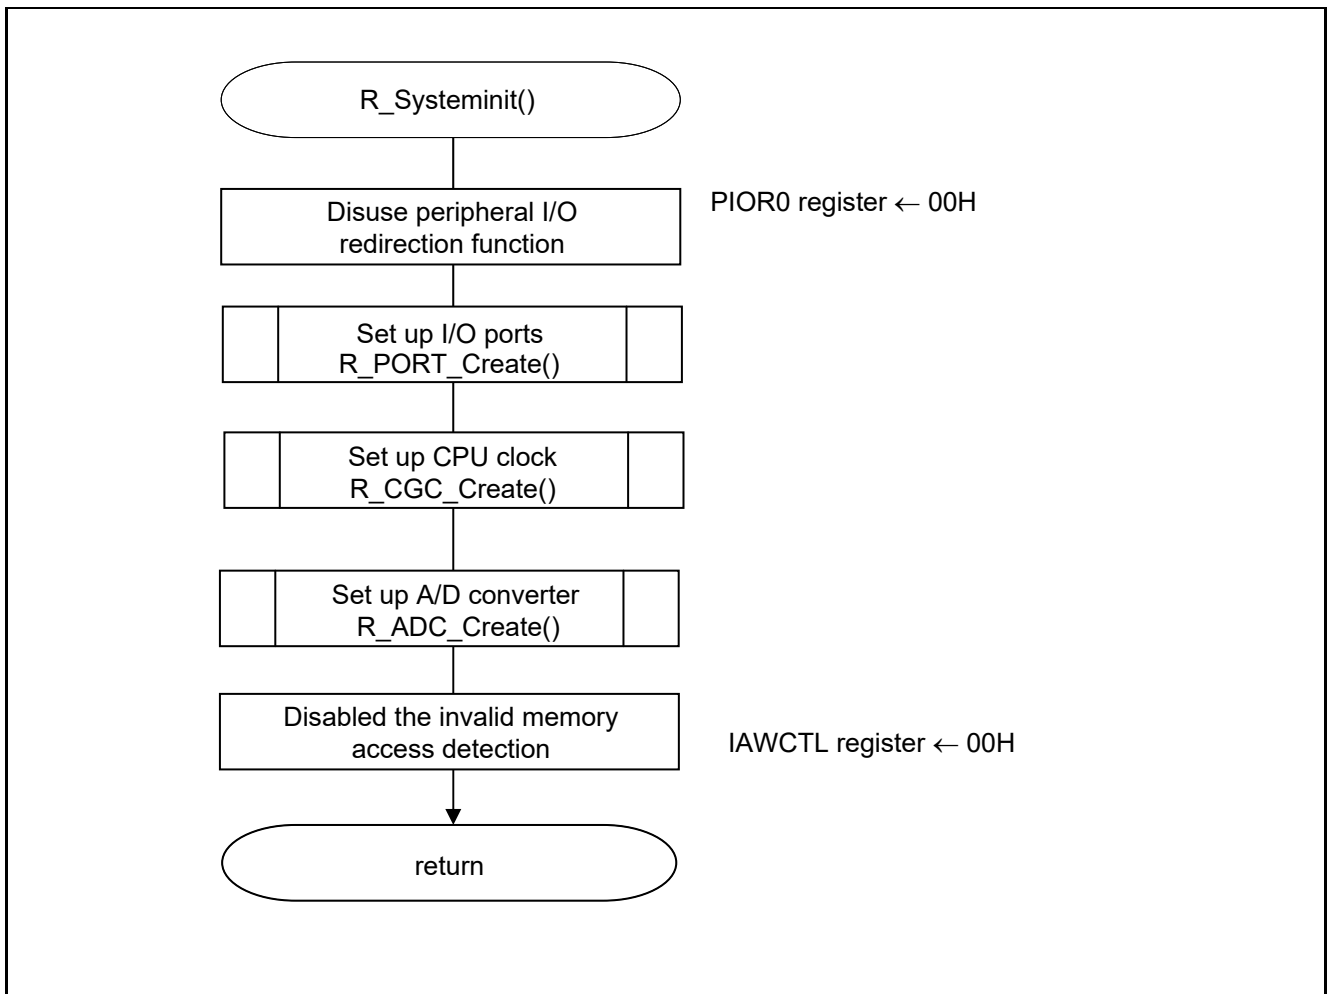 R_Systeminit()
Disuse peripheral I/O
redirection function
PIOR0 register ← 00H
Set up I/O ports
R_PORT_Create()
Set up CPU clock
R_CGC_Create()
Set up A/D converter
R_ADC_Create()
Disabled the invalid memory
access detection
IAWCTL register ← 00H
return